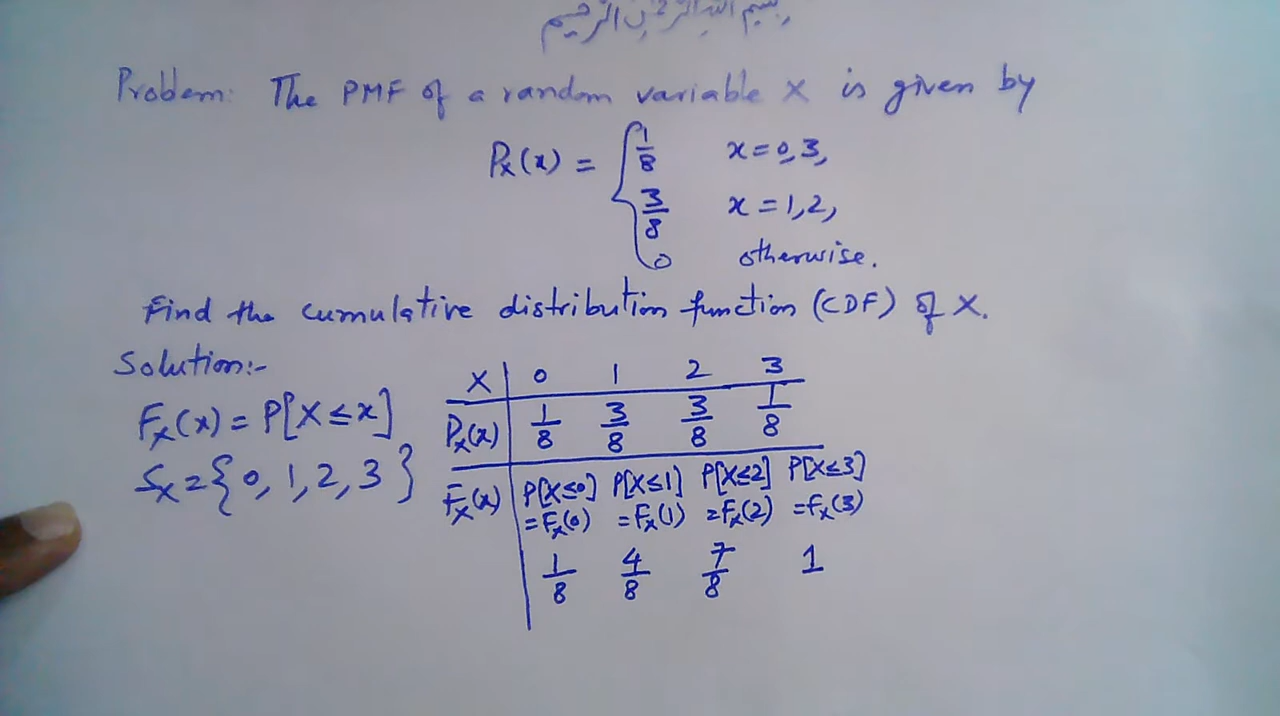 بسم الله الرحمن الرحيم
Problem: The PMF of a random variable X is given by
Px(x) = { 1/8 x=0,3,
3/8 x=1,2,
0 otherwise.
Find the cumulative distribution function (CDF) of X.
Solution:-
X 0 1 2 3
Fx(x) = P[X≤x]
Px(x) 1/8 3/8 3/8 1/8
Sx={0,1,2,3}
Fx(x) P[X≤0] P[X≤1] P[X≤2] P[X≤3]
=Fx(0) =Fx(1) =Fx(2) =Fx(3)
1/8 4/8 7/8 1